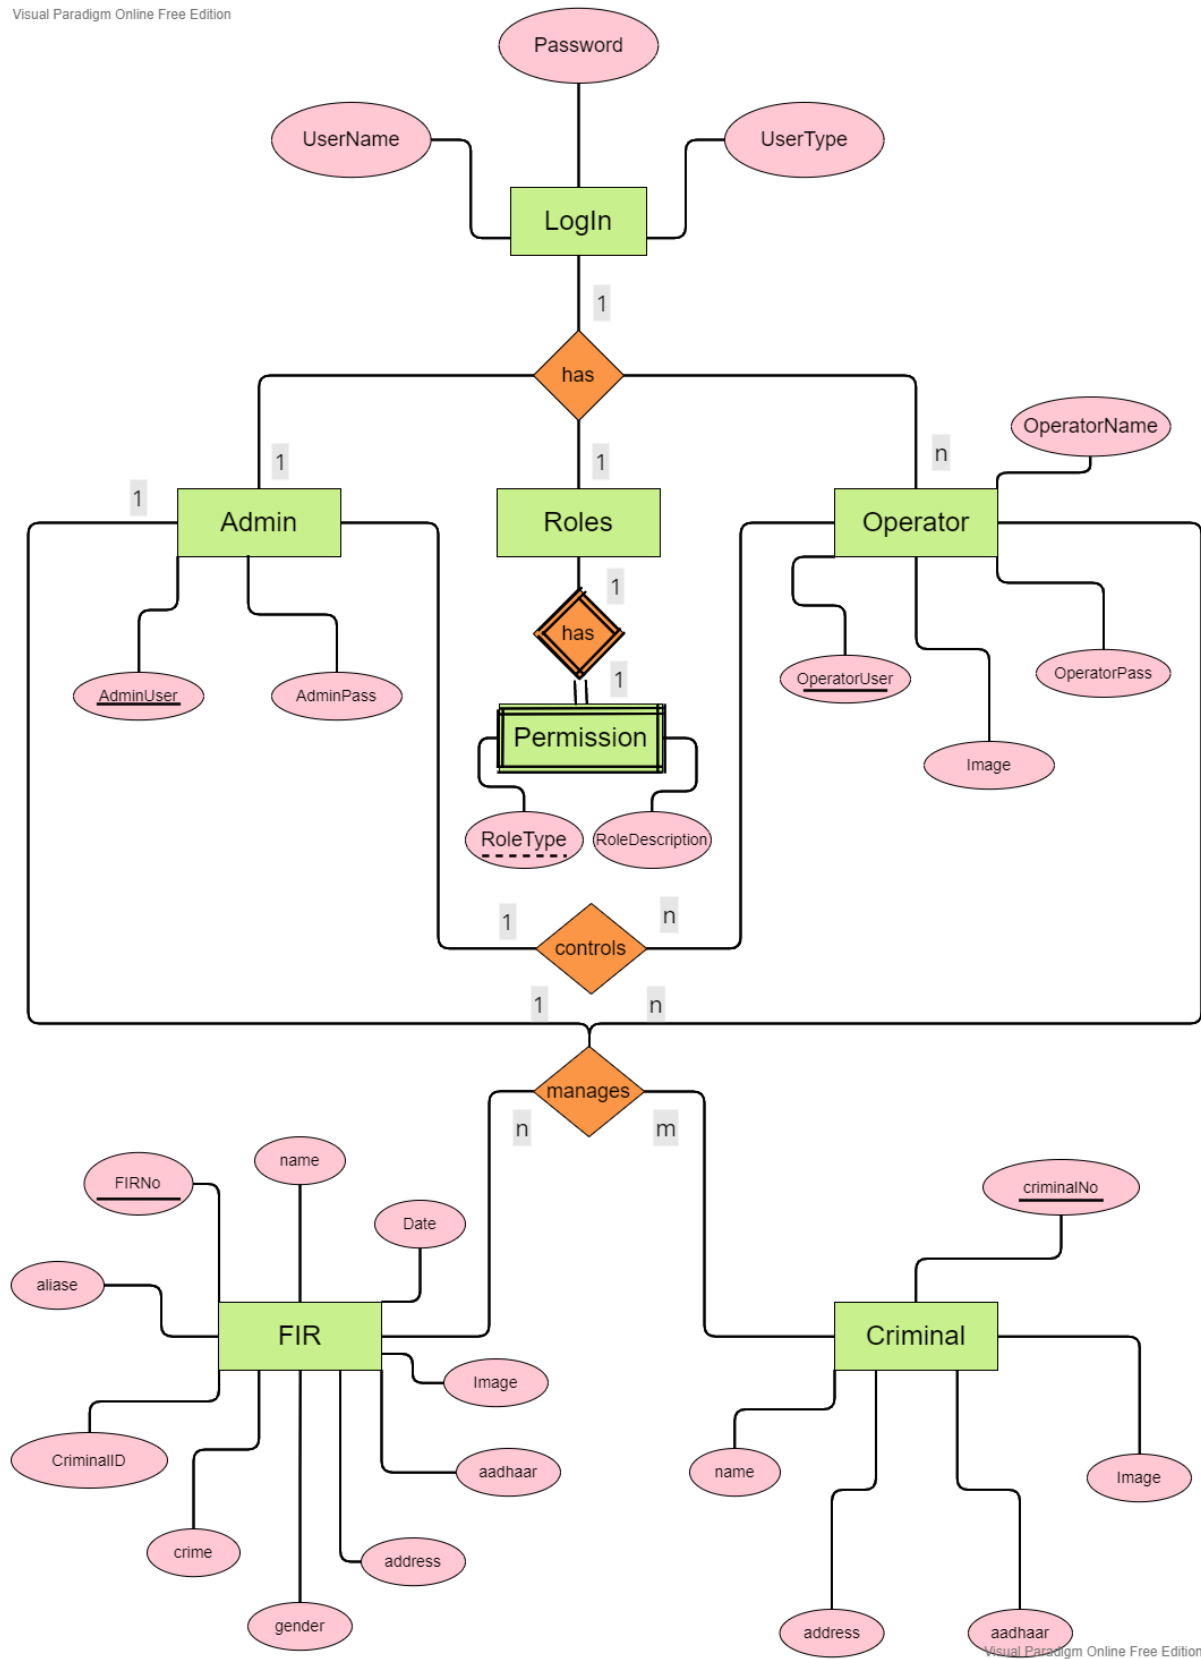 Visual Paradigm Online Free Edition
Password
UserName
UserType
LogIn
1
has
OperatorName
1
1
n
1
Admin
Roles
Operator
1
has
AdminUser
AdminPass
1
OperatorUser
OperatorPass
Permission
Image
RoleType
RoleDescription
1
n
controls
1
n
manages
n
m
name
FIRNo
criminalNo
Date
aliase
FIR
Criminal
Image
CriminalID
aadhaar
name
Image
crime
address
gender
address
aadhaar
Visual Paradigm Online Free Edition